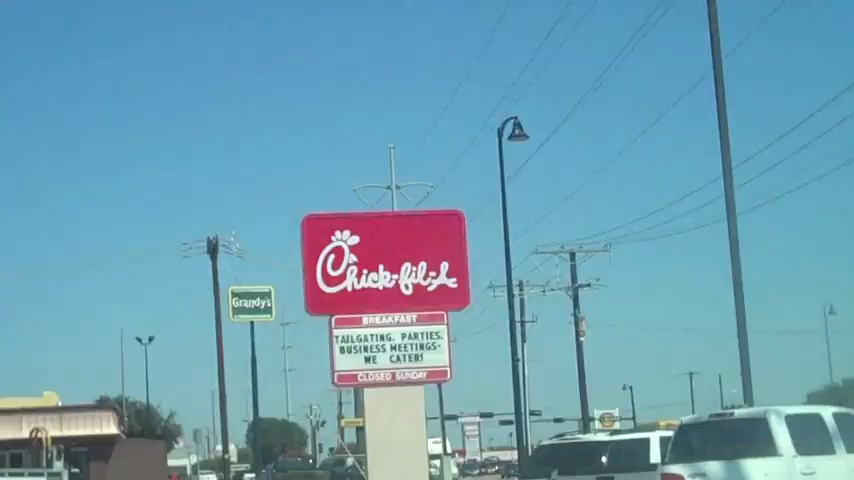 Chick-fil-A
Grandy's
BREAKFAST
TAILGATING. PARTIES.
BUSINESS MEETINGS-
WE CATER!
CLOSED SUNDAY